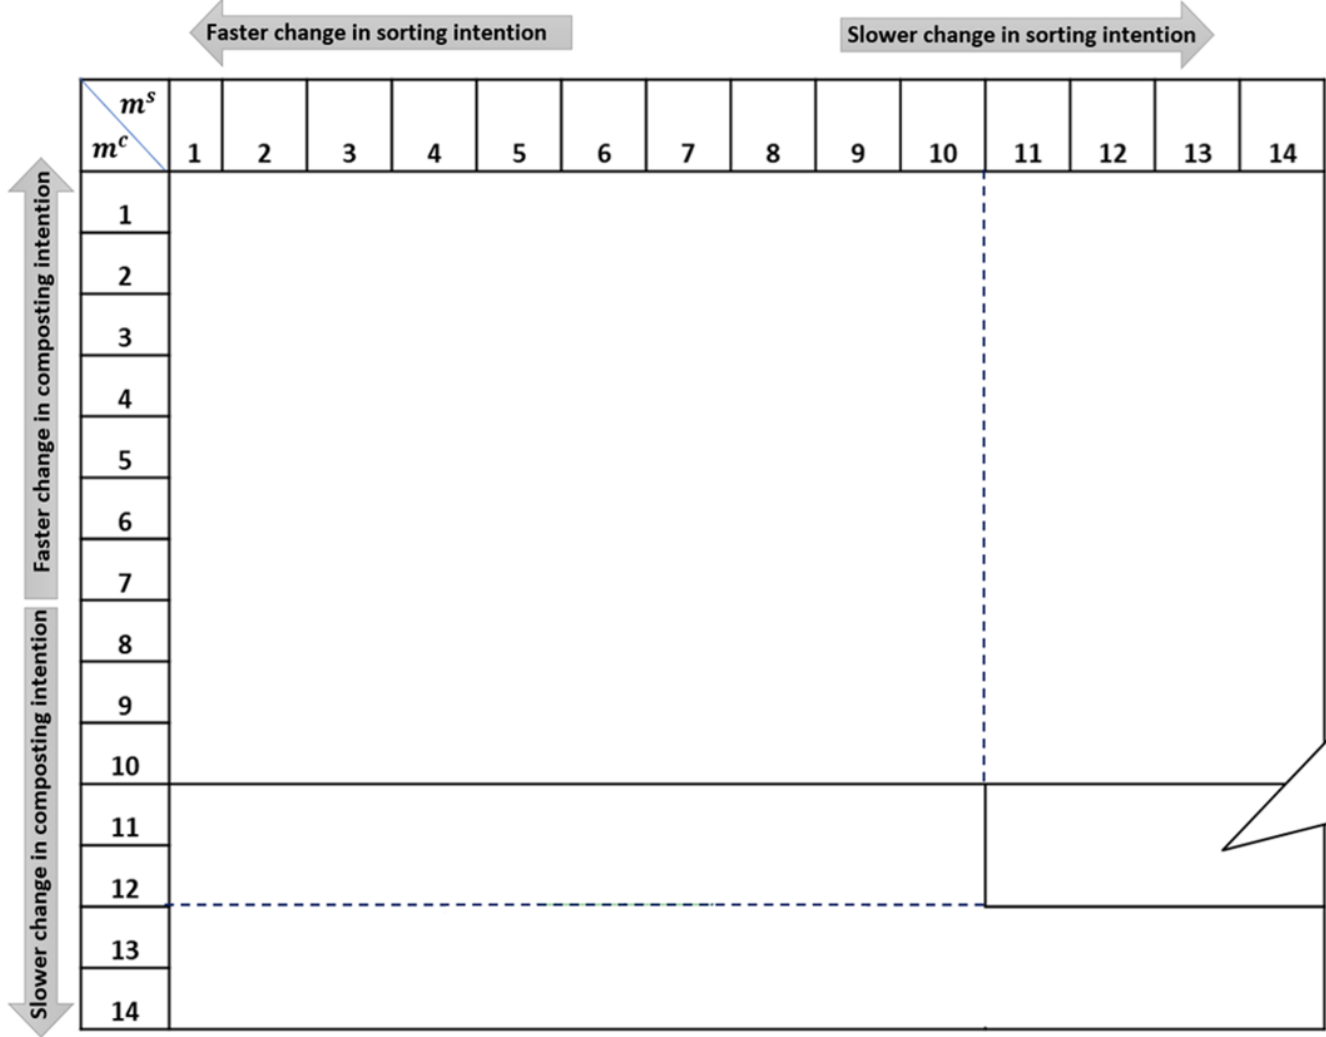 Faster change in sorting intention
Slower change in sorting intention
mˢ
mᶜ
1 2 3 4 5 6 7 8 9 10 11 12 13 14
Faster change in composting intention
Slower change in composting intention
1
2
3
4
5
6
7
8
9
10
11
12
13
14